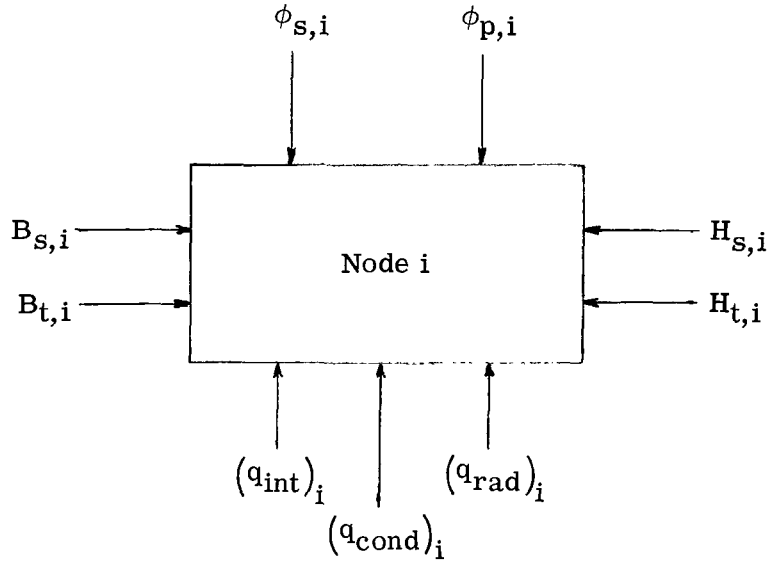 ϕs,i ϕp,i
Bs,i Hs,i
Node i
Bt,i Ht,i
(qint)i (qrad)i
(qcond)i